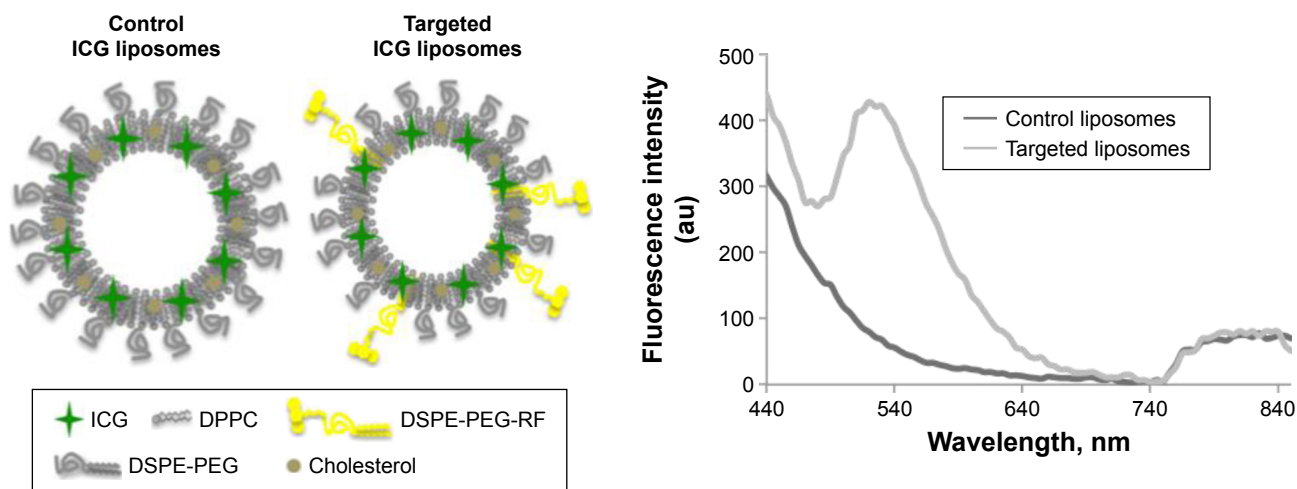 Control
ICG liposomes
Targeted
ICG liposomes
ICG
DPPC
DSPE-PEG-RF
DSPE-PEG
Cholesterol
Fluorescence intensity
(au)
500
400
300
200
100
0
Control liposomes
Targeted liposomes
440
540
640
740
840
Wavelength, nm